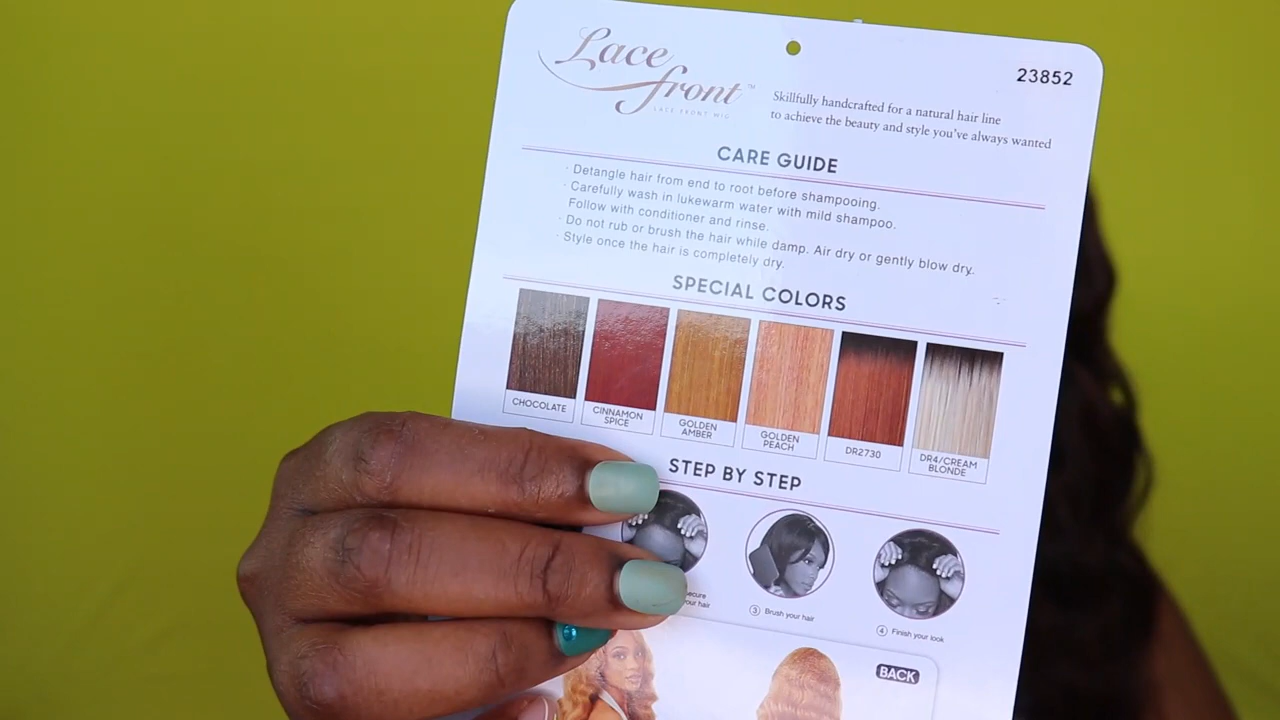 Lace
front™
LACE FRONT WIG
23852
Skillfully handcrafted for a natural hair line
to achieve the beauty and style you've always wanted
CARE GUIDE
· Detangle hair from end to root before shampooing.
· Carefully wash in lukewarm water with mild shampoo.
Follow with conditioner and rinse.
· Do not rub or brush the hair while damp. Air dry or gently blow dry.
· Style once the hair is completely dry.
SPECIAL COLORS
CHOCOLATE
CINNAMON
SPICE
GOLDEN
AMBER
GOLDEN
PEACH
DR2730
DR4/CREAM
BLONDE
STEP BY STEP
your hair
3 Brush your hair
4 Finish your look
BACK